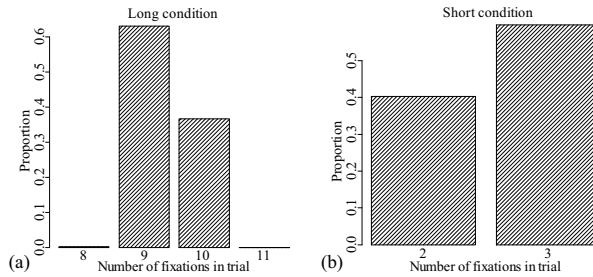 Long condition
Proportion
0.0 0.1 0.2 0.3 0.4 0.5 0.6
8 9 10 11
Number of fixations in trial
(a)
Short condition
Proportion
0.0 0.1 0.2 0.3 0.4 0.5
2 3
Number of fixations in trial
(b)